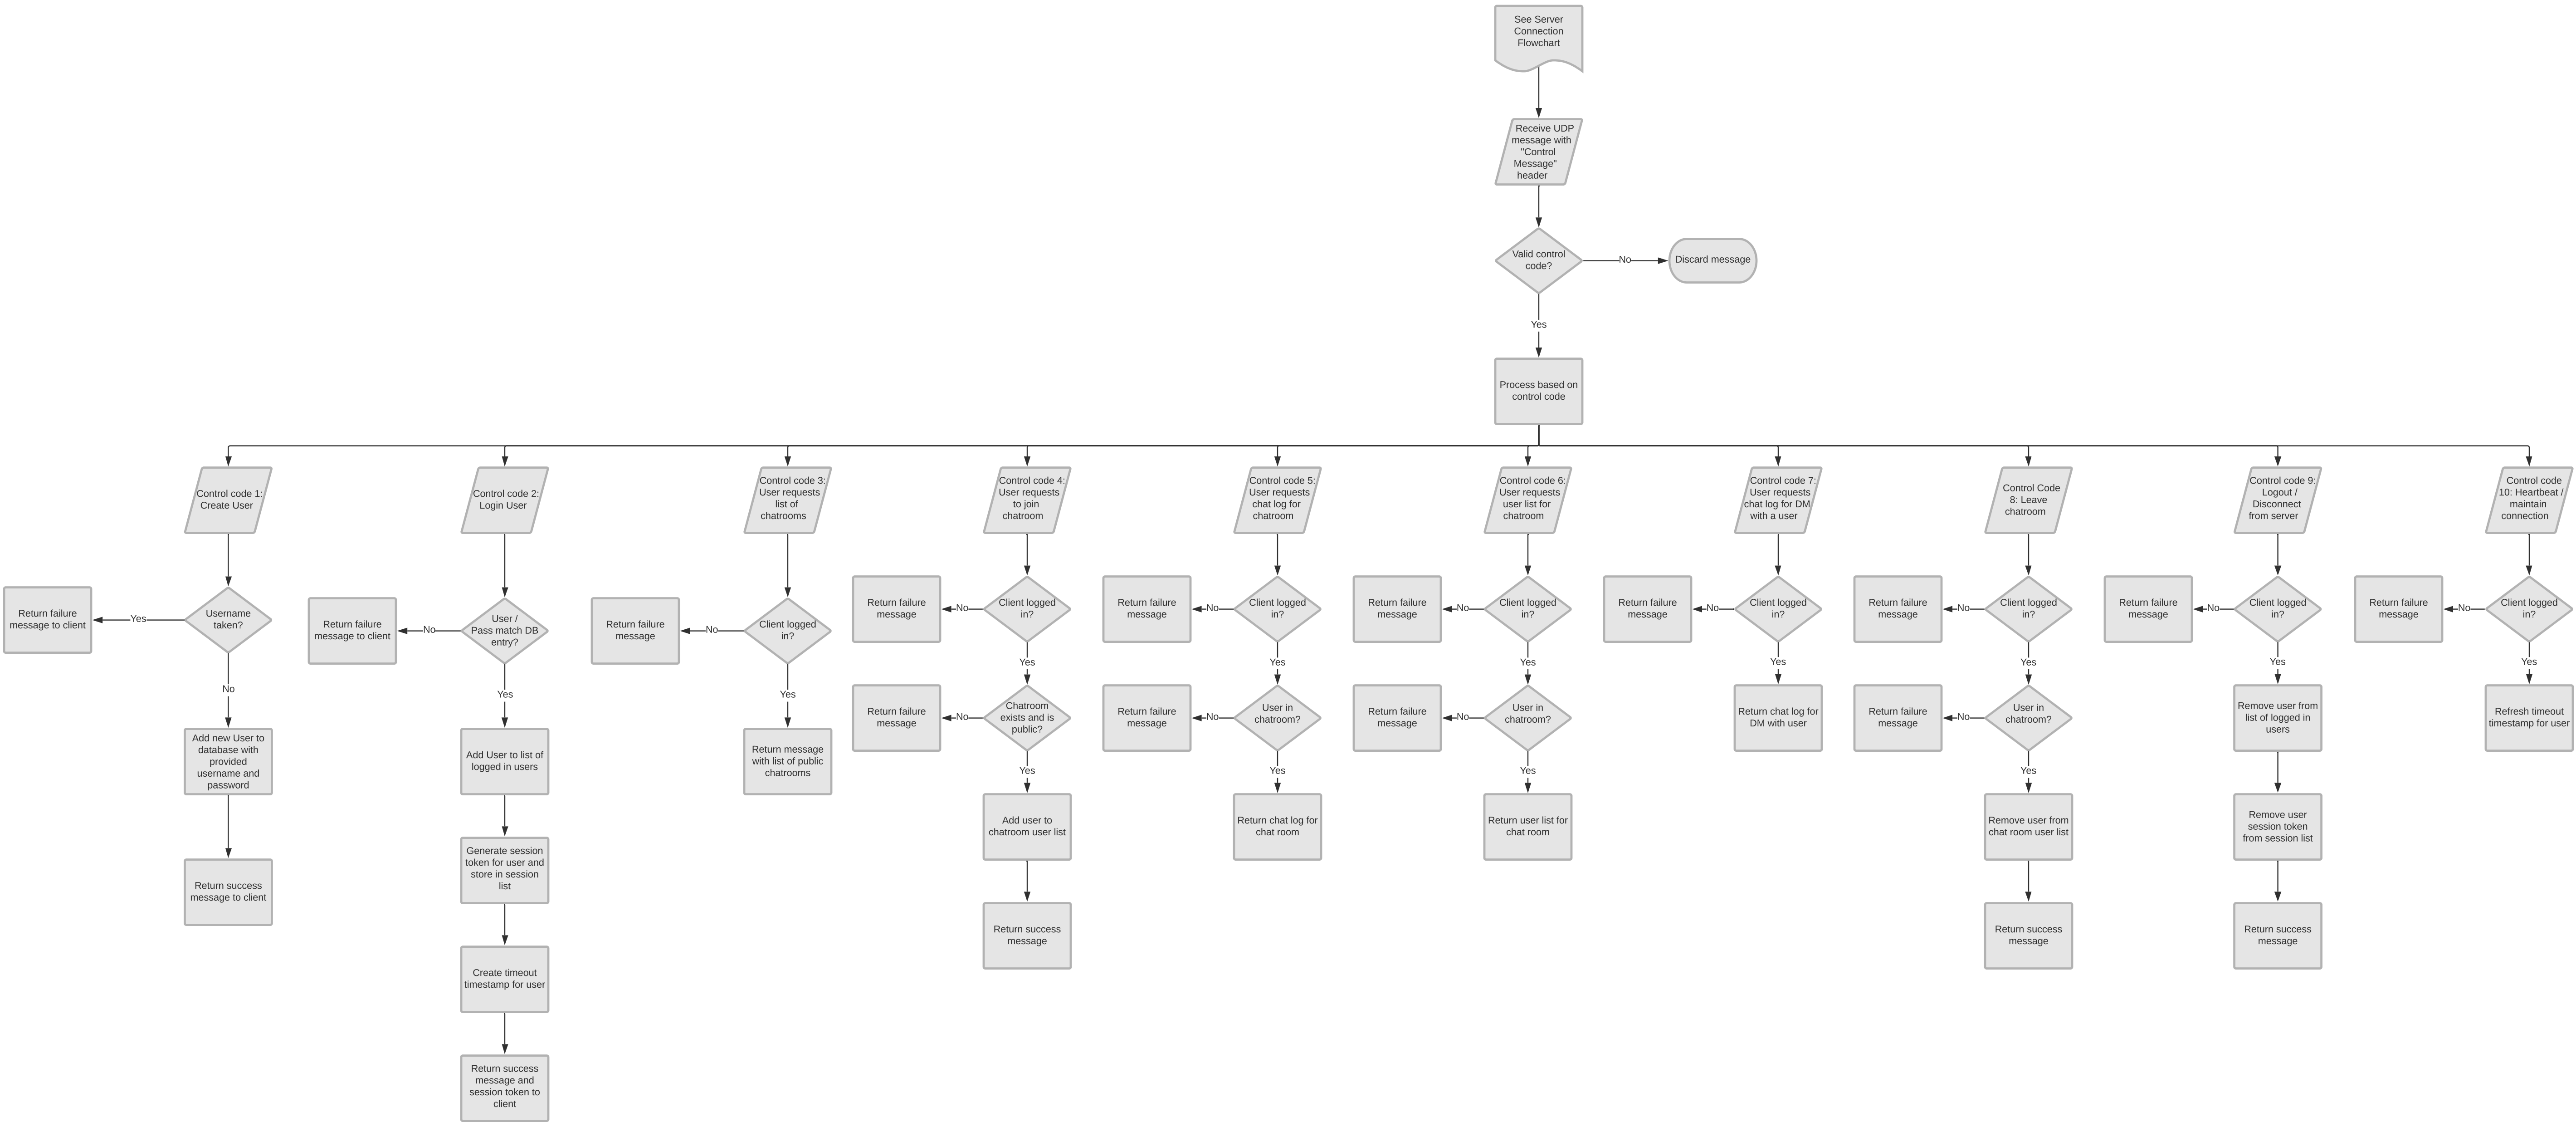 See Server
Connection
Flowchart
Receive UDP
message with
"Control
Message"
header
Valid control
code?
No
Discard message
Yes
Process based on
control code
Control code 1:
Create User
Username
taken?
Yes
Return failure
message to client
No
Add new User to
database with
provided
username and
password
Return success
message to client
Control code 2:
Login User
User /
Pass match DB
entry?
No
Return failure
message to client
Yes
Add User to list of
logged in users
Generate session
token for user and
store in session
list
Create timeout
timestamp for user
Return success
message and
session token to
client
Control code 3:
User requests
list of
chatrooms
Client logged
in?
No
Return failure
message
Yes
Return message
with list of public
chatrooms
Control code 4:
User requests
to join
chatroom
Client logged
in?
No
Return failure
message
Yes
Chatroom
exists and is
public?
No
Return failure
message
Yes
Add user to
chatroom user list
Return success
message
Control code 5:
User requests
chat log for
chatroom
Client logged
in?
No
Return failure
message
Yes
User in
chatroom?
No
Return failure
message
Yes
Return chat log for
chat room
Control code 6:
User requests
user list for
chatroom
Client logged
in?
No
Return failure
message
Yes
User in
chatroom?
No
Return failure
message
Yes
Return user list for
chat room
Control code 7:
User requests
chat log for DM
with a user
Client logged
in?
No
Return failure
message
Yes
Return chat log for
DM with user
Control Code
8: Leave
chatroom
Client logged
in?
No
Return failure
message
Yes
User in
chatroom?
No
Return failure
message
Yes
Remove user from
chat room user list
Return success
message
Control code 9:
Logout /
Disconnect
from server
Client logged
in?
No
Return failure
message
Yes
Remove user from
list of logged in
users
Remove user
session token
from session list
Return success
message
Control code
10: Heartbeat /
maintain
connection
Client logged
in?
No
Return failure
message
Yes
Refresh timeout
timestamp for user